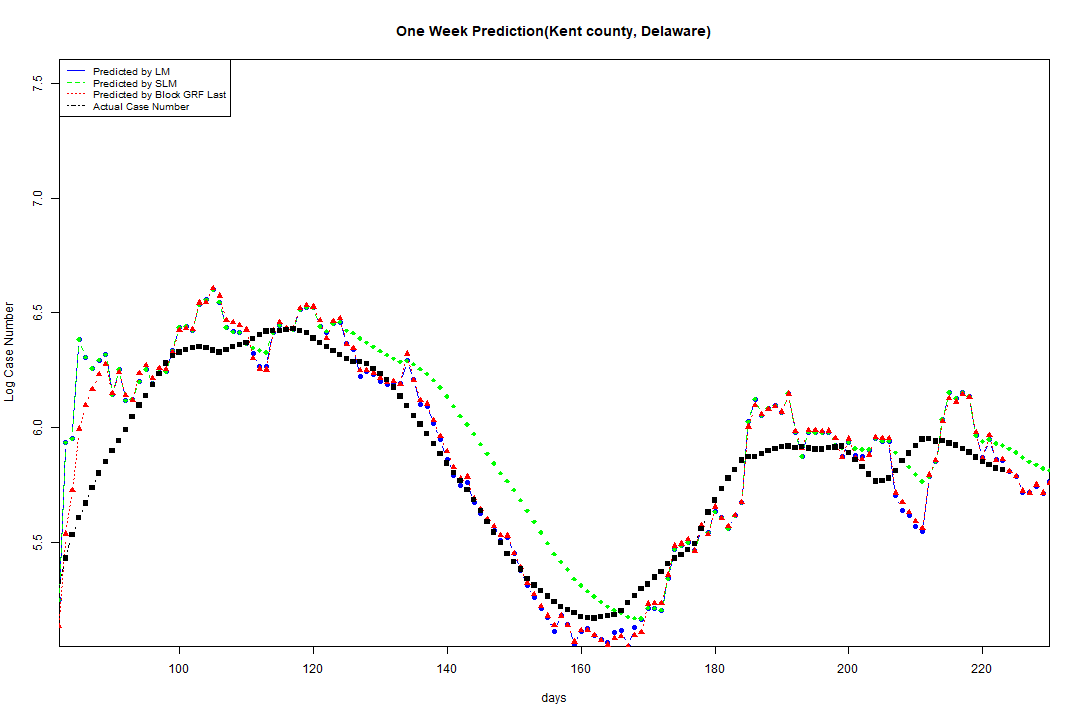 One Week Prediction(Kent county, Delaware)
Predicted by LM
Predicted by SLM
Predicted by Block GRF Last
Actual Case Number
7.5
7.0
6.5
6.0
5.5
Log Case Number
100 120 140 160 180 200 220
days